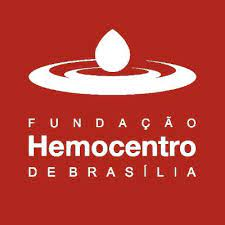 FUNDAÇÃO
Hemocentro
DE BRASÍLIA